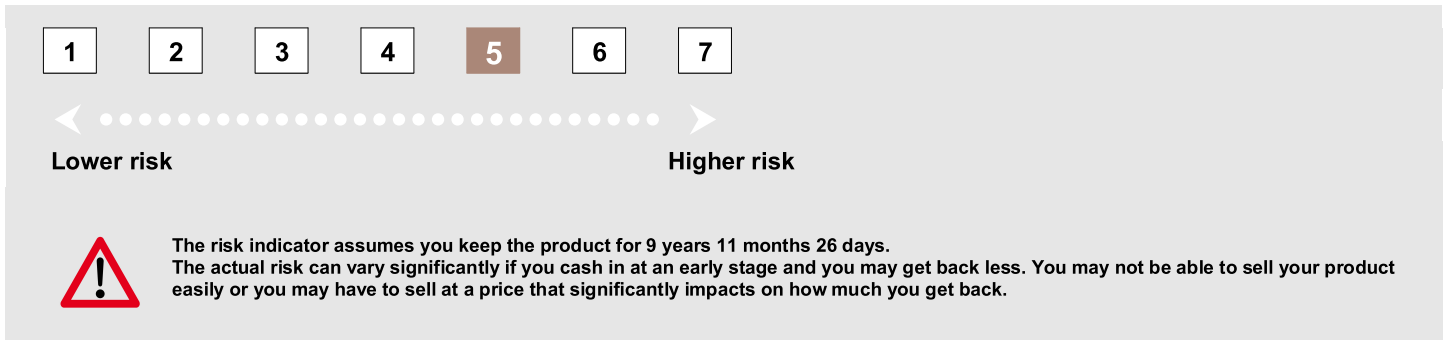 1 2 3 4 5 6 7
Lower risk Higher risk
The risk indicator assumes you keep the product for 9 years 11 months 26 days.
The actual risk can vary significantly if you cash in at an early stage and you may get back less. You may not be able to sell your product
easily or you may have to sell at a price that significantly impacts on how much you get back.